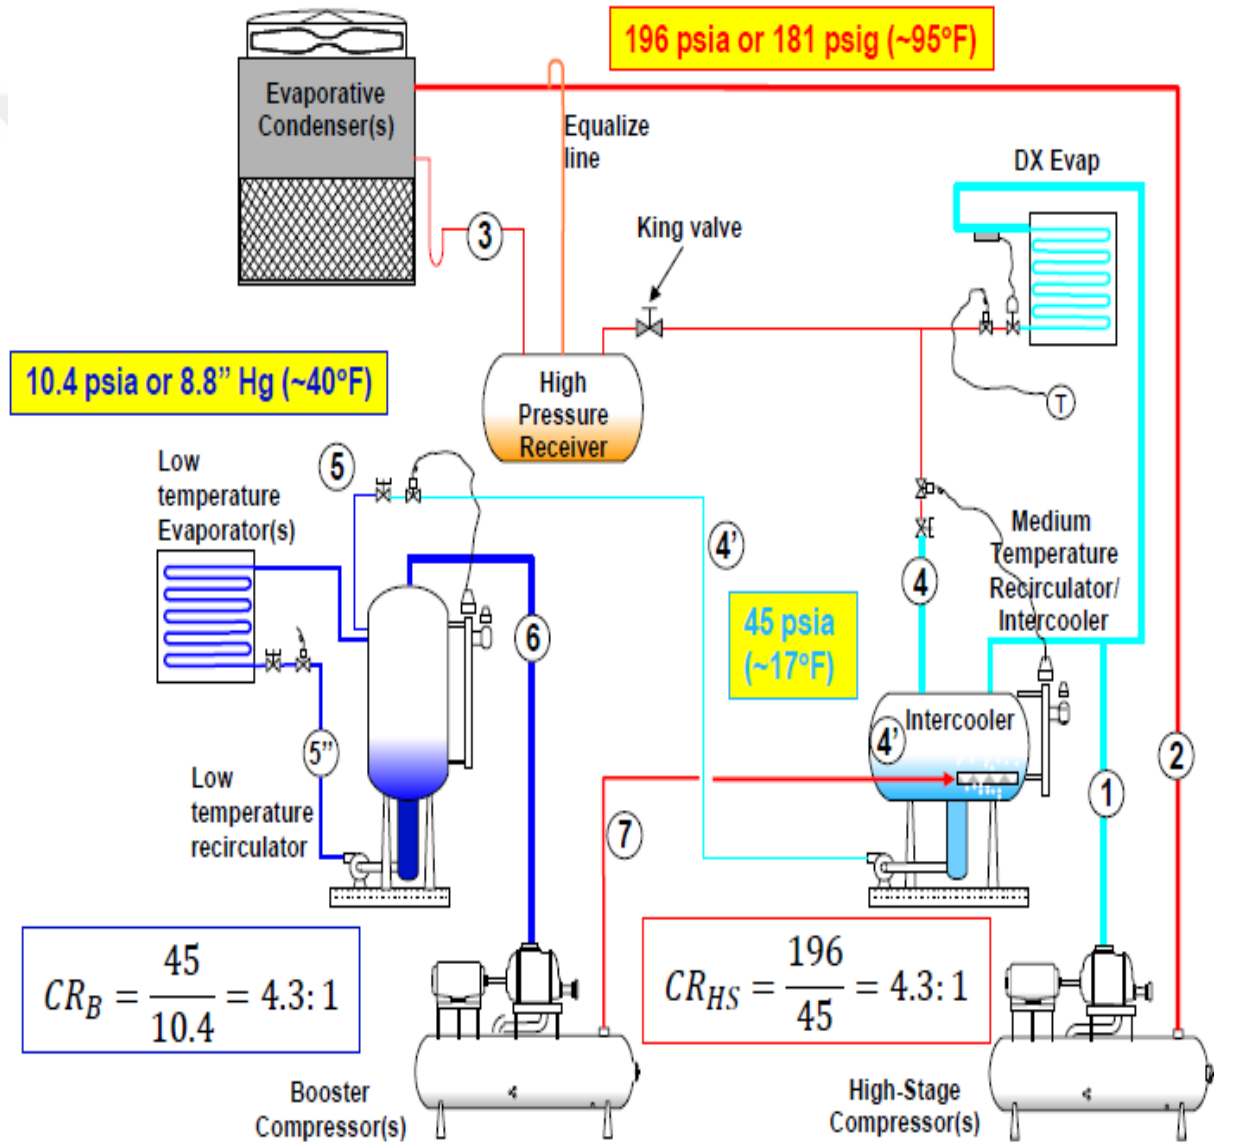 196 psia or 181 psig (~95°F)
Evaporative
Condenser(s)
Equalize
line
DX Evap
King valve
3
10.4 psia or 8.8” Hg (~40°F)
High
Pressure
Receiver
T
Low
temperature
Evaporator(s)
5
4’
4
Medium
Temperature
Recirculator/
Intercooler
6
45 psia
(~17°F)
Intercooler
4’
5”
2
1
Low
temperature
recirculator
7
CR_B = 45/10.4 = 4.3: 1
CR_HS = 196/45 = 4.3: 1
Booster
Compressor(s)
High-Stage
Compressor(s)